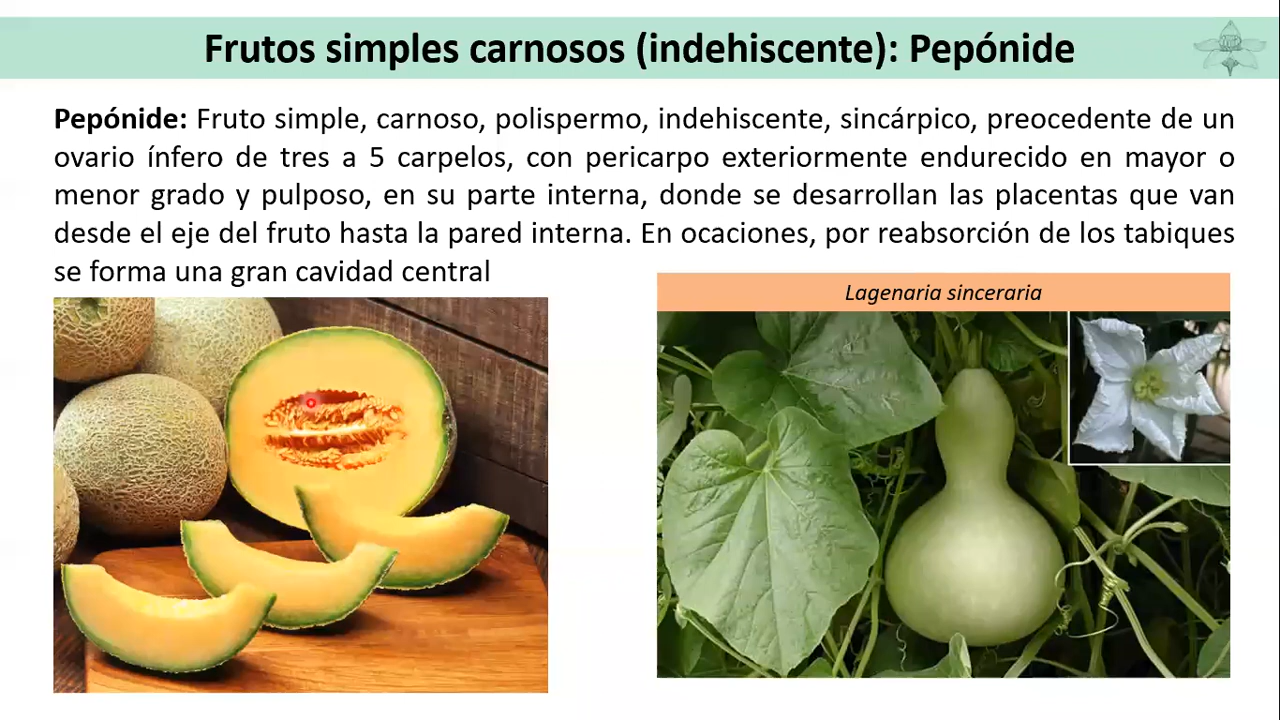 Frutos simples carnosos (indehiscente): Pepónide
Pepónide: Fruto simple, carnoso, polispermo, indehiscente, sincárpico, preocedente de un
ovario ínfero de tres a 5 carpelos, con pericarpo exteriormente endurecido en mayor o
menor grado y pulposo, en su parte interna, donde se desarrollan las placentas que van
desde el eje del fruto hasta la pared interna. En ocaciones, por reabsorción de los tabiques
se forma una gran cavidad central
Lagenaria sinceraria